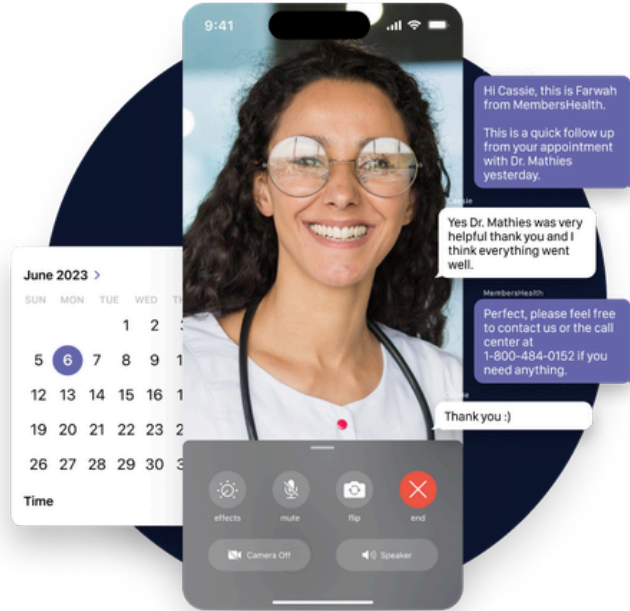 9:41
Hi Cassie, this is Farwah
from MembersHealth.
This is a quick follow up
from your appointment
with Dr. Mathies
yesterday.
Cassie
Yes Dr. Mathies was very
helpful thank you and I
think everything went
well.
MembersHealth
Perfect, please feel free
to contact us or the call
center at
1-800-484-0152 if you
need anything.
Thank you :)
June 2023 >
SUN MON TUE WED
1 2
5 6 7 8 9
12 13 14 15 16
19 20 21 22 23
26 27 28 29 30
Time
effects mute flip end
Camera Off Speaker